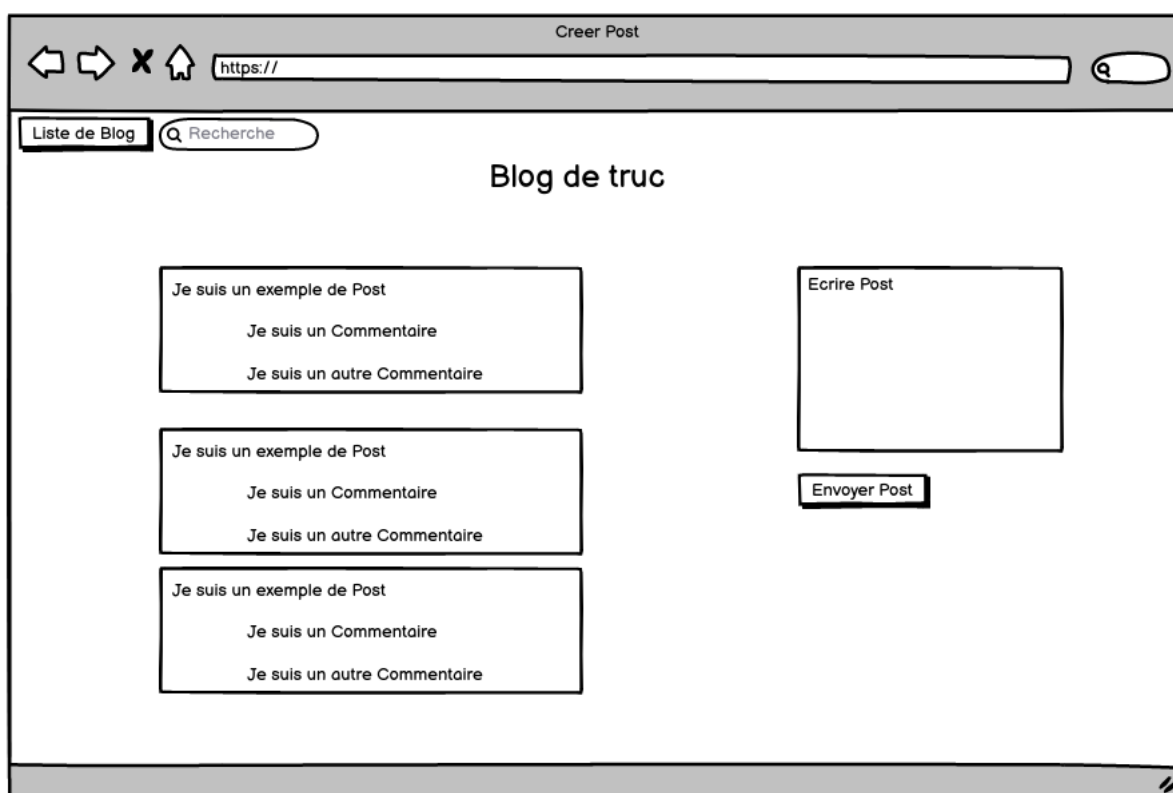 Creer Post
https://
Liste de Blog
Recherche
Blog de truc
Je suis un exemple de Post
Je suis un Commentaire
Je suis un autre Commentaire
Je suis un exemple de Post
Je suis un Commentaire
Je suis un autre Commentaire
Je suis un exemple de Post
Je suis un Commentaire
Je suis un autre Commentaire
Ecrire Post
Envoyer Post